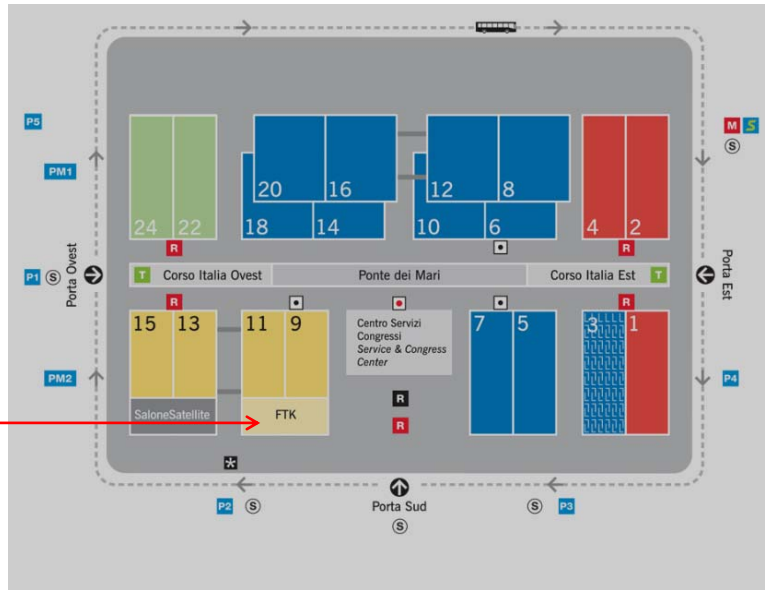 P5
M S
S
PM1
20 16 12 8
24 22 18 14 10 6 4 2
R R
P1 S
Porta Ovest
T Corso Italia Ovest Ponte dei Mari Corso Italia Est T
Porta Est
R R
15 13 11 9 7 5 3 1
Centro Servizi
Congressi
Service & Congress
Center
PM2
P4
R
SaloneSatellite FTK
R
*
P2 S
Porta Sud
S
S P3